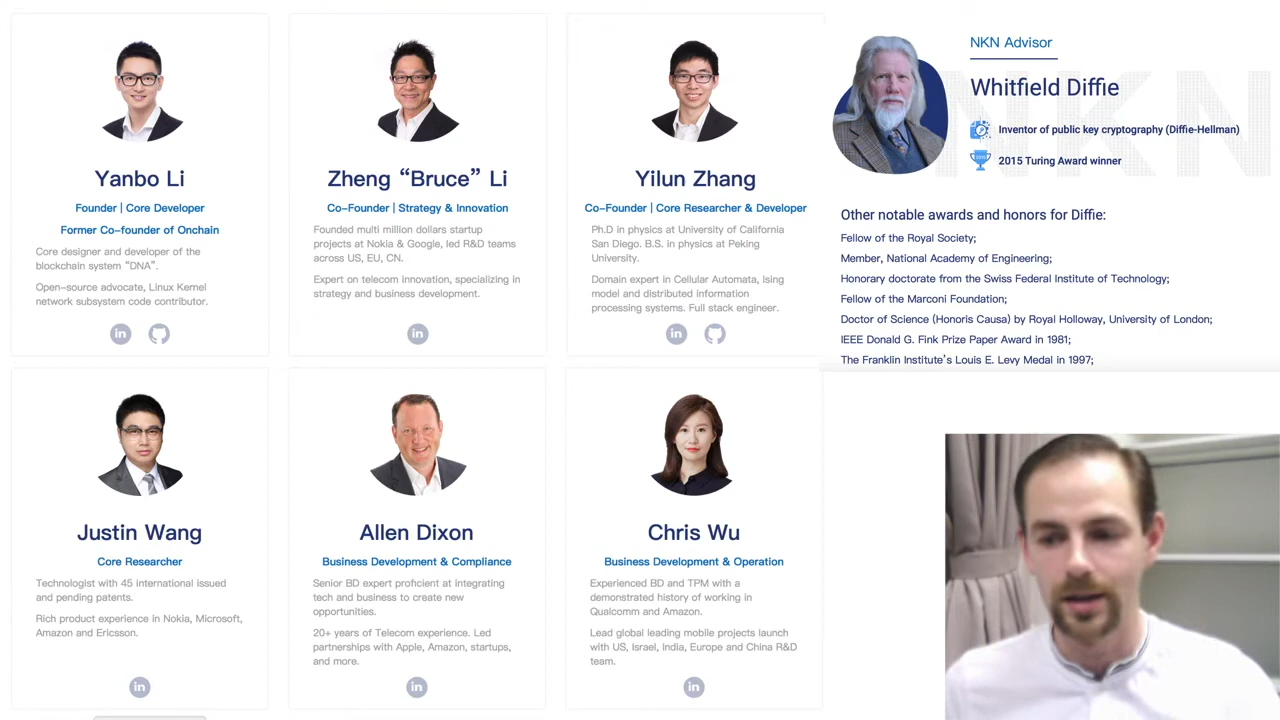 Yanbo Li
Founder | Core Developer
Former Co-founder of Onchain
Core designer and developer of the
blockchain system “DNA”.
Open-source advocate, Linux Kernel
network subsystem code contributor.
in
Zheng “Bruce” Li
Co-Founder | Strategy & Innovation
Founded multi million dollars startup
projects at Nokia & Google, led R&D teams
across US, EU, CN.
Expert on telecom innovation, specializing in
strategy and business development.
in
Yilun Zhang
Co-Founder | Core Researcher & Developer
Ph.D in physics at University of California
San Diego. B.S. in physics at Peking
University.
Domain expert in Cellular Automata, Ising
model and distributed information
processing systems. Full stack engineer.
in
NKN
NKN Advisor
Whitfield Diffie
Inventor of public key cryptography (Diffie-Hellman)
2015 Turing Award winner
Other notable awards and honors for Diffie:
Fellow of the Royal Society;
Member, National Academy of Engineering;
Honorary doctorate from the Swiss Federal Institute of Technology;
Fellow of the Marconi Foundation;
Doctor of Science (Honoris Causa) by Royal Holloway, University of London;
IEEE Donald G. Fink Prize Paper Award in 1981;
The Franklin Institute's Louis E. Levy Medal in 1997;
Justin Wang
Core Researcher
Technologist with 45 international issued
and pending patents.
Rich product experience in Nokia, Microsoft,
Amazon and Ericsson.
in
Allen Dixon
Business Development & Compliance
Senior BD expert proficient at integrating
tech and business to create new
opportunities.
20+ years of Telecom experience. Led
partnerships with Apple, Amazon, startups,
and more.
in
Chris Wu
Business Development & Operation
Experienced BD and TPM with a
demonstrated history of working in
Qualcomm and Amazon.
Lead global leading mobile projects launch
with US, Israel, India, Europe and China R&D
team.
in